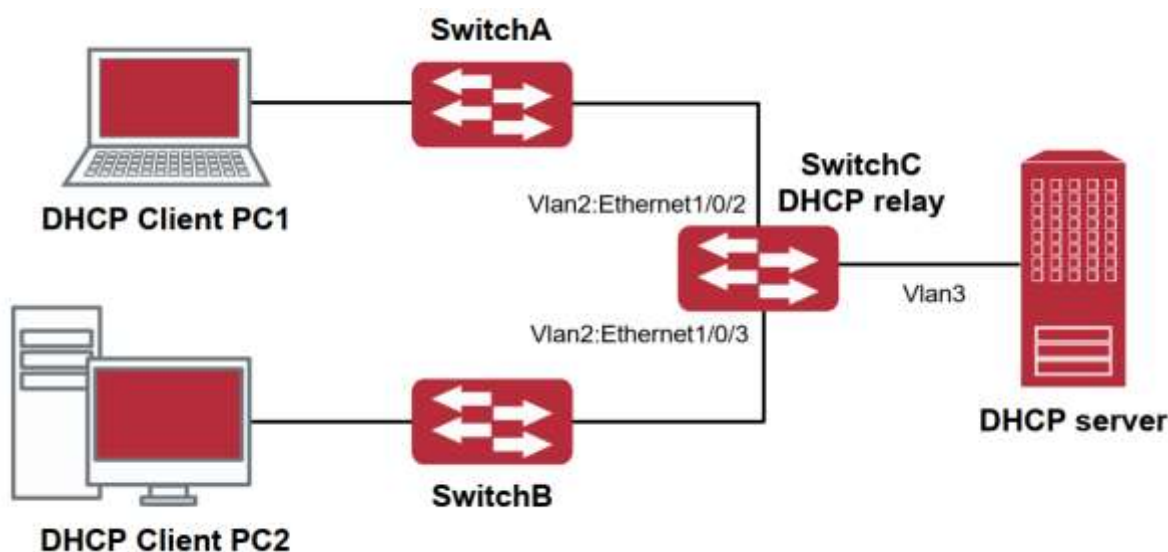 SwitchA
DHCP Client PC1
Vlan2:Ethernet1/0/2
SwitchC
DHCP relay
Vlan3
Vlan2:Ethernet1/0/3
DHCP server
SwitchB
DHCP Client PC2